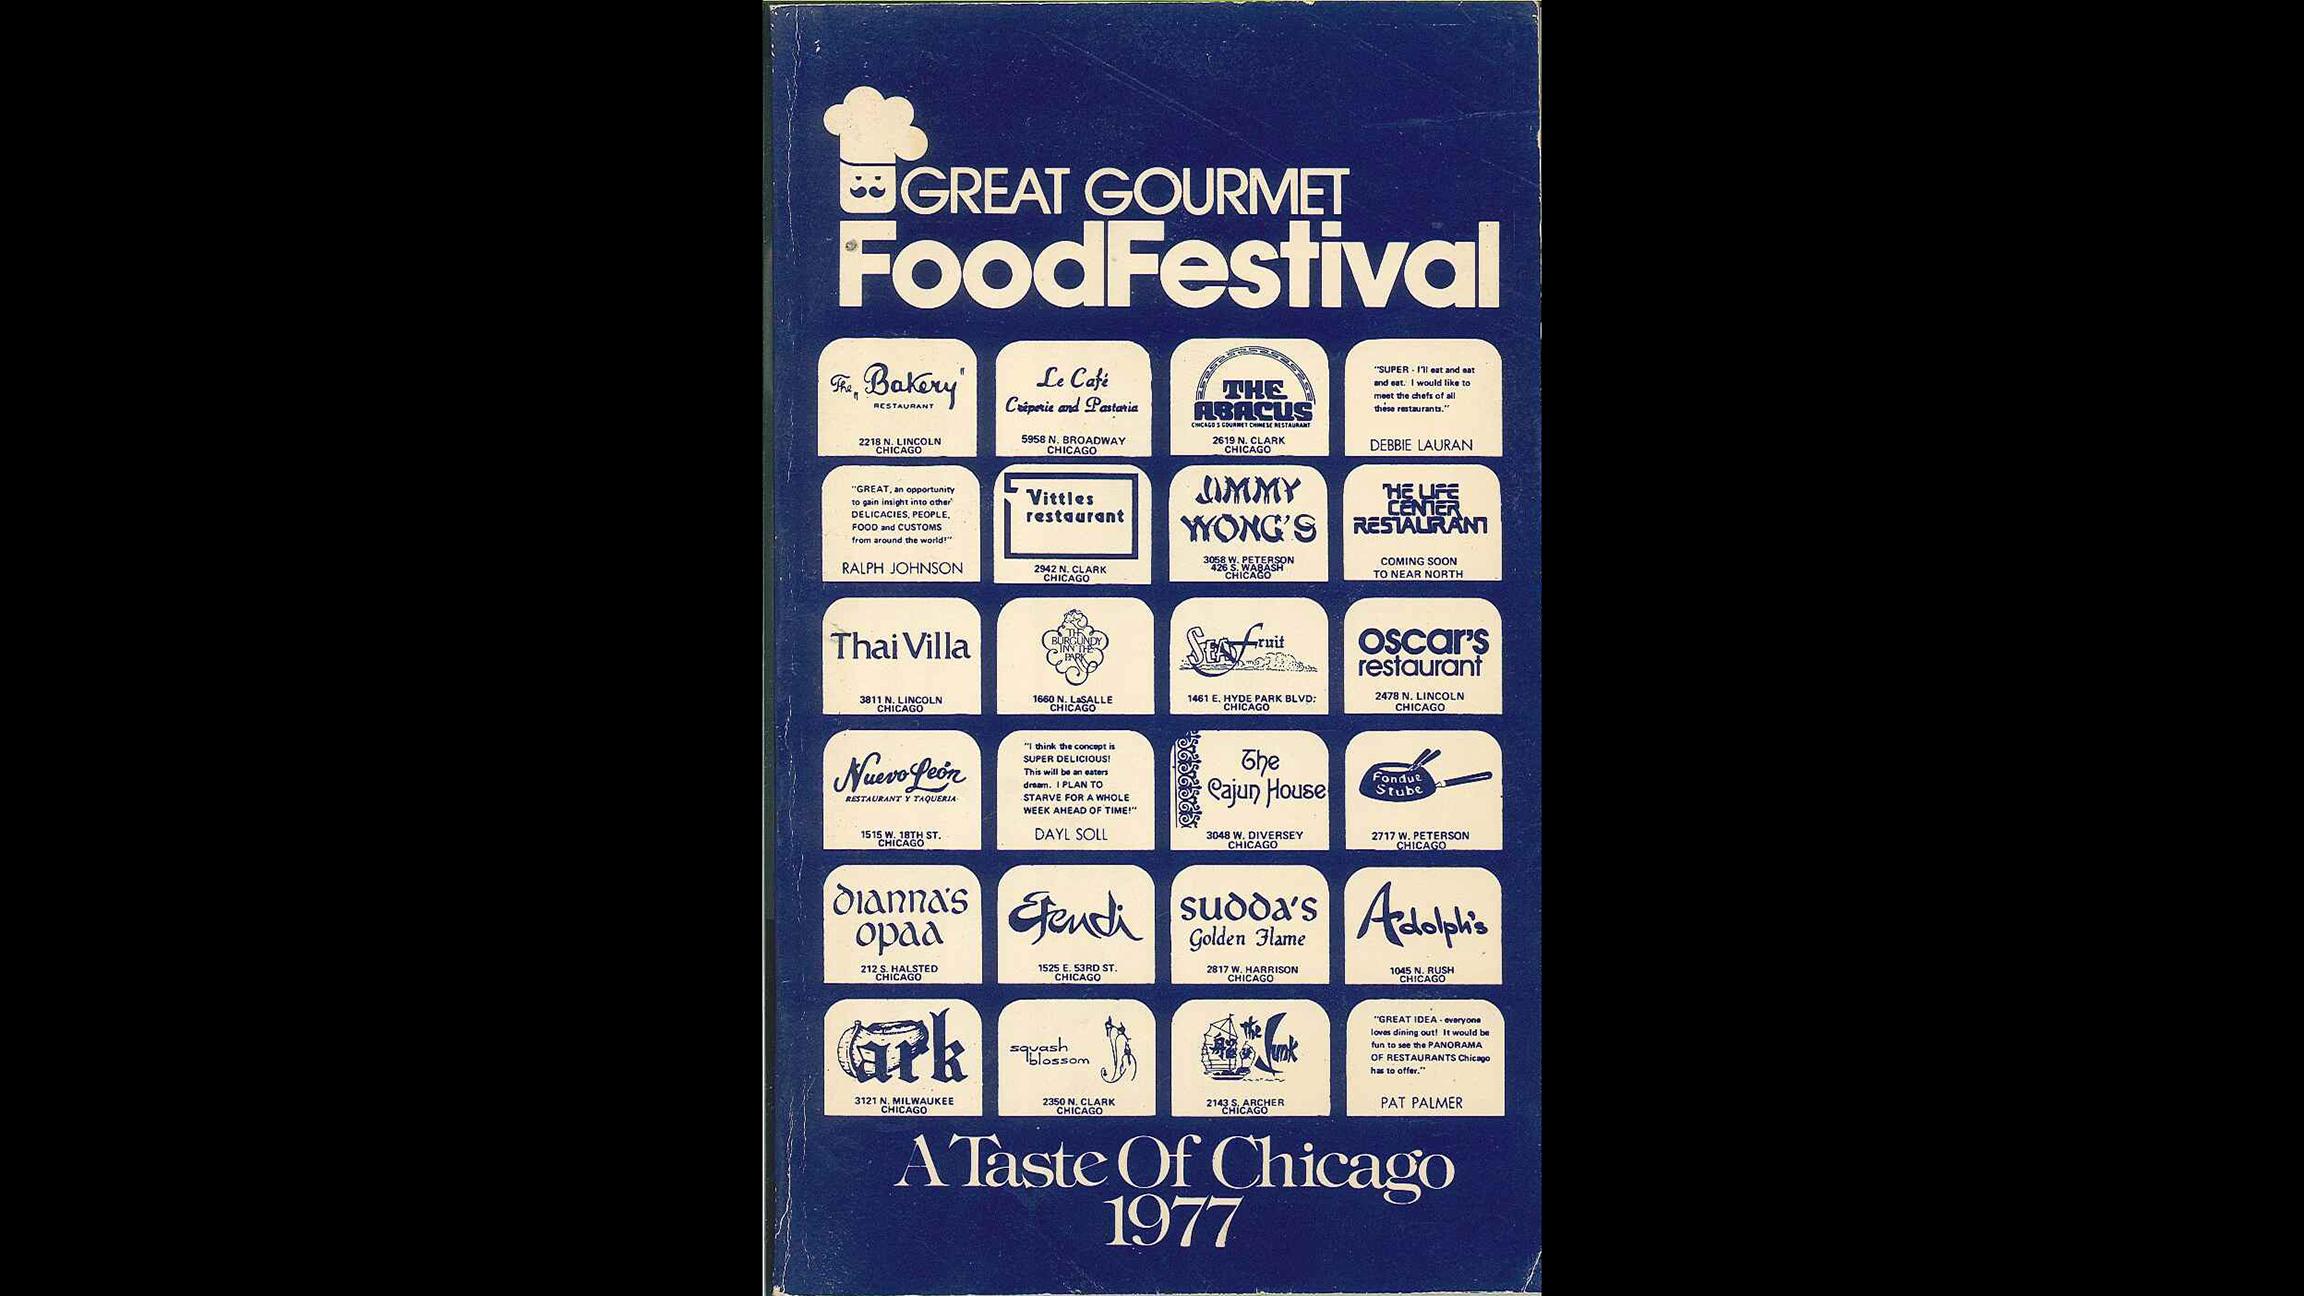 GREAT GOURMET
FoodFestival
The "Bakery"
RESTAURANT
2218 N. LINCOLN
CHICAGO
Le Café
Crêperie and Pastaria
5958 N. BROADWAY
CHICAGO
THE
ABACUS
CHICAGO'S GOURMET CHINESE RESTAURANT
2619 N. CLARK
CHICAGO
"SUPER - I'll eat and eat
and eat. I would like to
meet the chefs of all
these restaurants."
DEBBIE LAURAN
"GREAT, an opportunity
to gain insight into other
DELICACIES, PEOPLE,
FOOD and CUSTOMS
from around the world!"
RALPH JOHNSON
Vittles
restaurant
2942 N. CLARK
CHICAGO
JIMMY
WONG'S
3058 W. PETERSON
426 S. WABASH
CHICAGO
THE LIFE
CENTER
RESTAURANT
COMING SOON
TO NEAR NORTH
Thai Villa
3811 N. LINCOLN
CHICAGO
THE
BURGUNDY
INN THE
PARK
1660 N. LaSALLE
CHICAGO
SEA fruit
1461 E. HYDE PARK BLVD.
CHICAGO
oscar's
restaurant
2478 N. LINCOLN
CHICAGO
Nuevo León
RESTAURANT Y TAQUERIA
1515 W. 18TH ST.
CHICAGO
"I think the concept is
SUPER DELICIOUS!
This will be an eaters
dream. I PLAN TO
STARVE FOR A WHOLE
WEEK AHEAD OF TIME!"
DAYL SOLL
The
Cajun House
3048 W. DIVERSEY
CHICAGO
Fondue
Stube
2717 W. PETERSON
CHICAGO
dianna's
opaa
212 S. HALSTED
CHICAGO
Efendi
1525 E. 53RD ST.
CHICAGO
sudda's
Golden Flame
2817 W. HARRISON
CHICAGO
Adolph's
1045 N. RUSH
CHICAGO
ark
3121 N. MILWAUKEE
CHICAGO
squash
blossom
2350 N. CLARK
CHICAGO
the Junk
2143 S. ARCHER
CHICAGO
"GREAT IDEA - everyone
loves dining out! It would be
fun to see the PANORAMA
OF RESTAURANTS Chicago
has to offer."
PAT PALMER
A Taste Of Chicago
1977